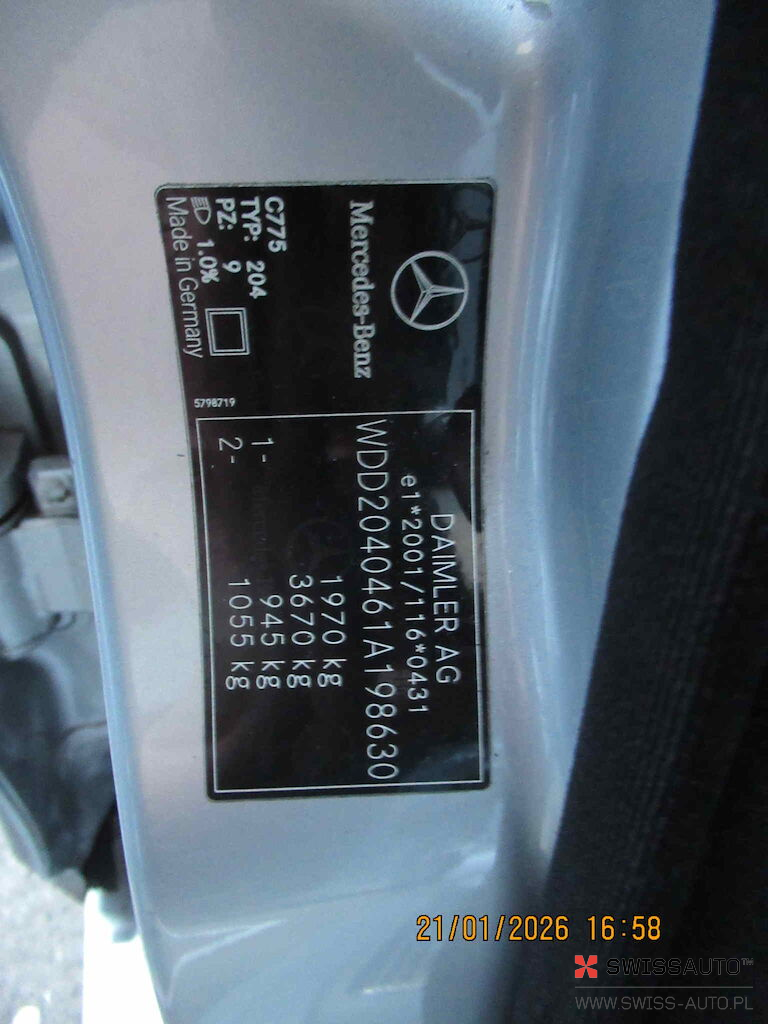 Mercedes-Benz
C775
TYP: 204
PZ: 9
1.0%
Made in Germany
5798719
DAIMLER AG
e1*2001/116*0431
WDD2040461A198630
1970 kg
3670 kg
1- 945 kg
2- 1055 kg
21/01/2026 16:58
SWISSAUTO™
WWW.SWISS-AUTO.PL